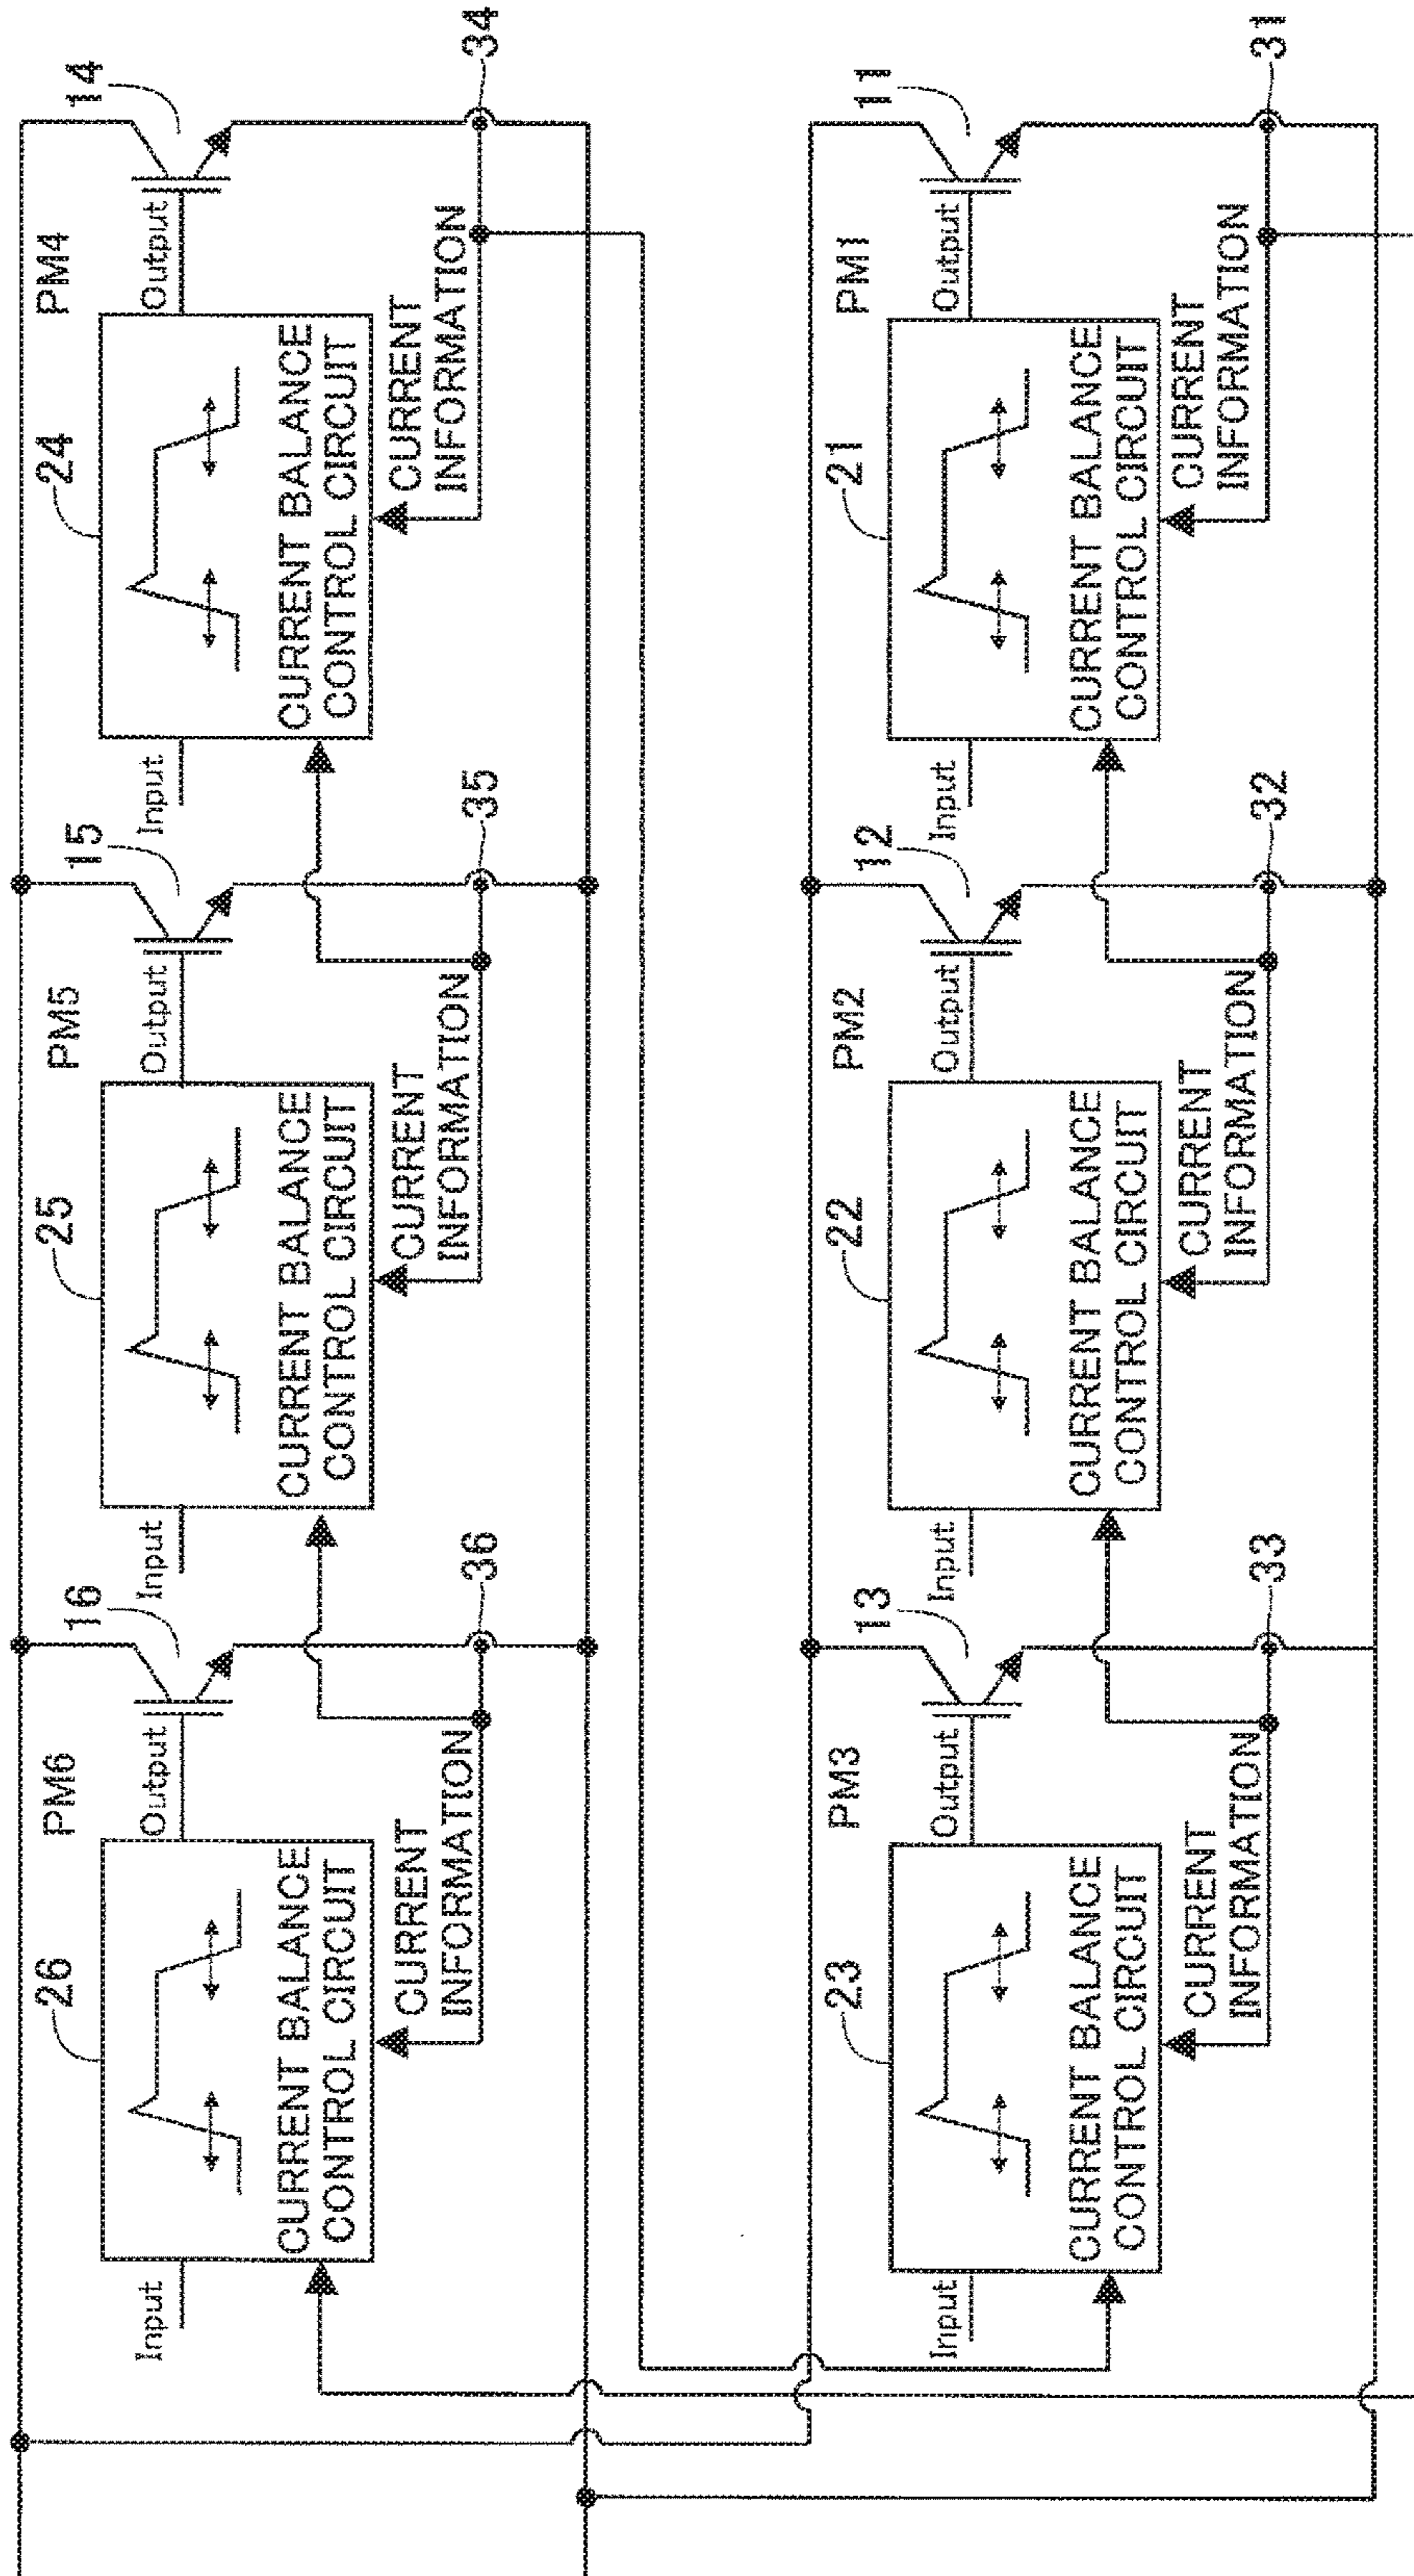 PM6
26
16
Input
Output
CURRENT BALANCE
CONTROL CIRCUIT
CURRENT
INFORMATION
36
PM5
25
15
Input
Output
CURRENT BALANCE
CONTROL CIRCUIT
CURRENT
INFORMATION
35
PM4
24
14
Input
Output
CURRENT BALANCE
CONTROL CIRCUIT
CURRENT
INFORMATION
34
PM3
23
13
Input
Output
CURRENT BALANCE
CONTROL CIRCUIT
CURRENT
INFORMATION
33
PM2
22
12
Input
Output
CURRENT BALANCE
CONTROL CIRCUIT
CURRENT
INFORMATION
32
PM1
21
11
Input
Output
CURRENT BALANCE
CONTROL CIRCUIT
CURRENT
INFORMATION
31